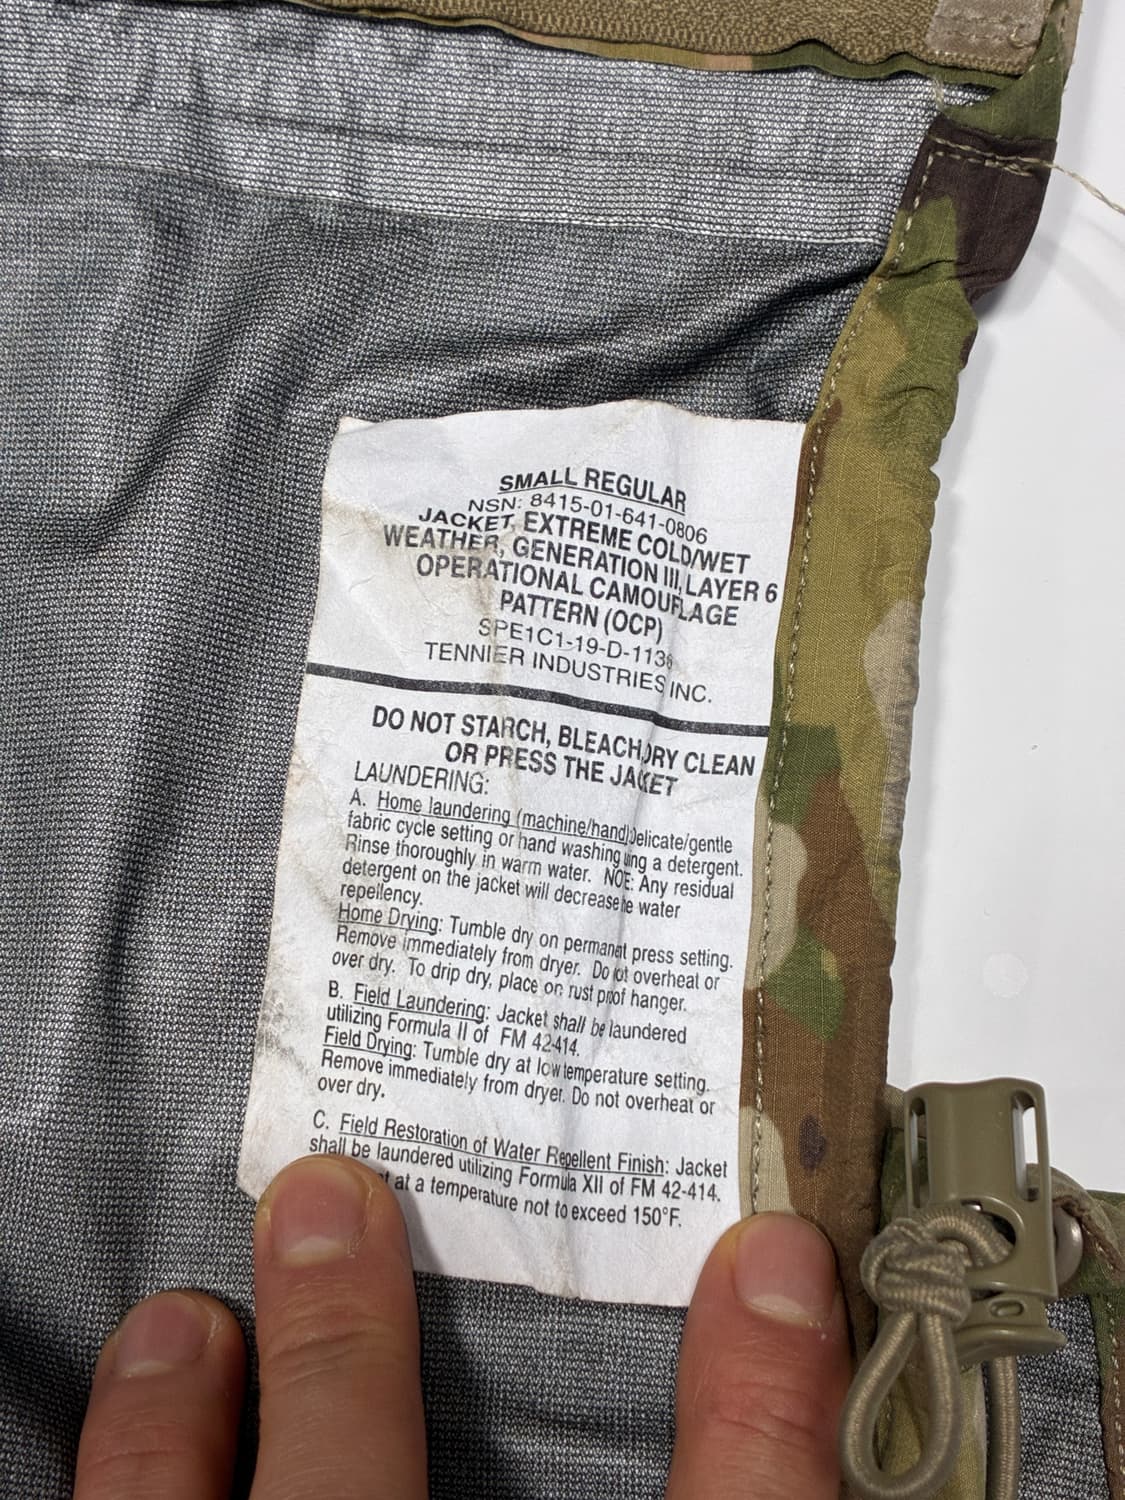 SMALL REGULAR
NSN: 8415-01-641-0806
JACKET, EXTREME COLD/WET
WEATHER, GENERATION III, LAYER 6
OPERATIONAL CAMOUFLAGE
PATTERN (OCP)
SPE1C1-19-D-113
TENNIER INDUSTRIES INC.
DO NOT STARCH, BLEACH, DRY CLEAN
OR PRESS THE JACKET
LAUNDERING:
A. Home laundering (machine/hand): Delicate/gentle
fabric cycle setting or hand washing using a detergent.
Rinse thoroughly in warm water. NOTE: Any residual
detergent on the jacket will decrease the water
repellency.
Home Drying: Tumble dry on permanent press setting.
Remove immediately from dryer. Do not overheat or
over dry. To drip dry, place on rust proof hanger.
B. Field Laundering: Jacket shall be laundered
utilizing Formula II of FM 42-414.
Field Drying: Tumble dry at low temperature setting.
Remove immediately from dryer. Do not overheat or
over dry.
C. Field Restoration of Water Repellent Finish: Jacket
shall be laundered utilizing Formula XII of FM 42-414.
at a temperature not to exceed 150°F.